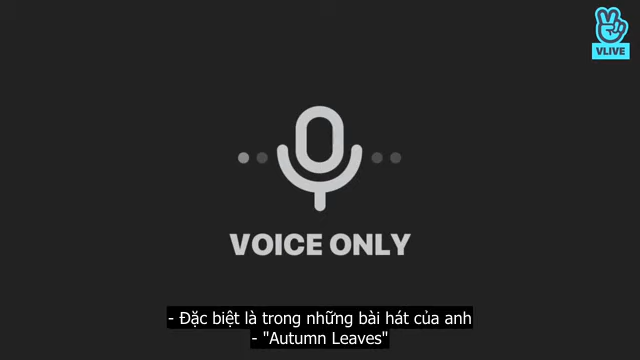 VLIVE
VOICE ONLY
- Đặc biệt là trong những bài hát của anh
- "Autumn Leaves"